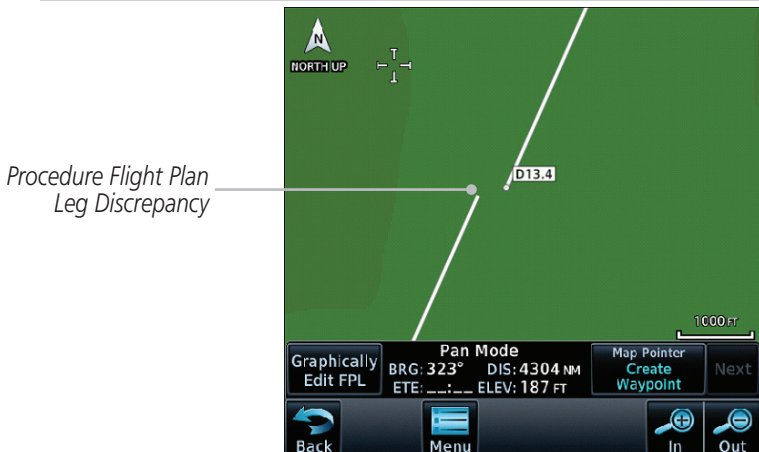 N
NORTH UP
D13.4
Procedure Flight Plan
Leg Discrepancy
1000 FT
Graphically
Edit FPL
Pan Mode
BRG: 323° DIS: 4304 NM
ETE: __:__ ELEV: 187 FT
Map Pointer
Create
Waypoint
Next
Back
Menu
In
Out